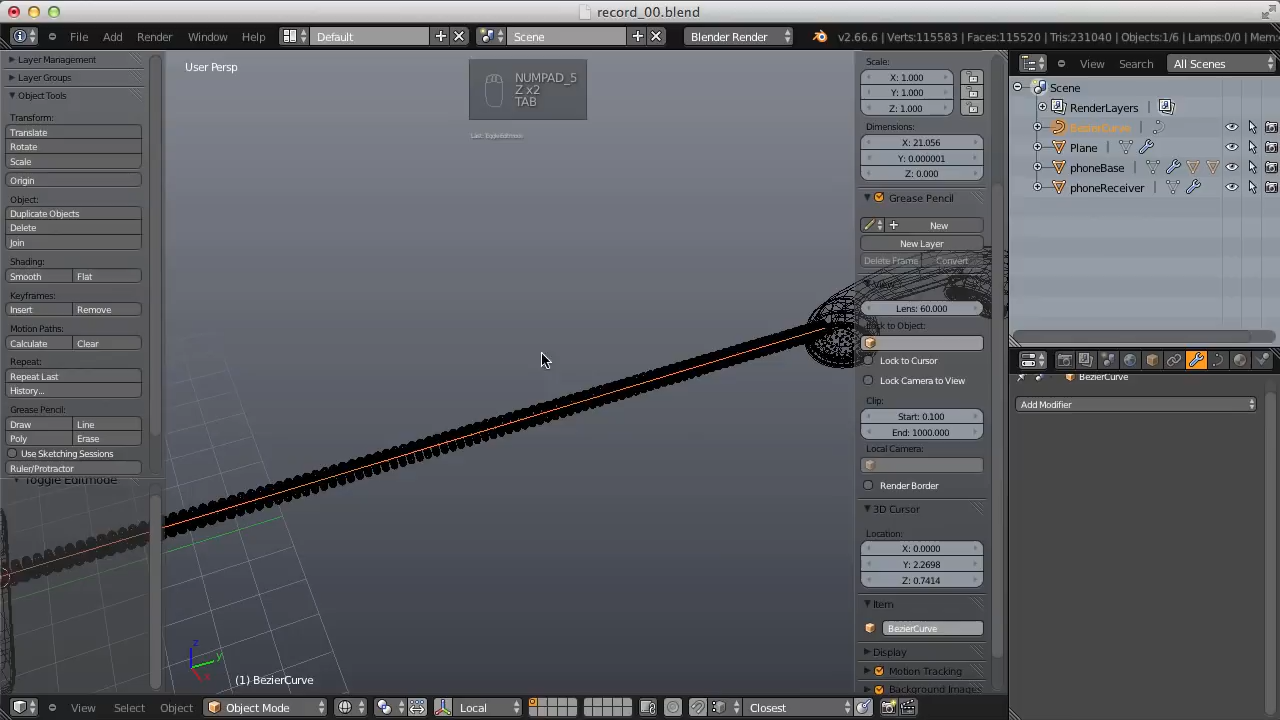 record_00.blend
File Add Render Window Help Default Scene Blender Render v2.66.6 | Verts:115583 | Faces:115520 | Tris:231040 | Objects:1/6 | Lamps:0/0 | Mem:
Layer Management
Layer Groups
Object Tools
Transform:
Translate
Rotate
Scale
Origin
Object:
Duplicate Objects
Delete
Join
Shading:
Smooth Flat
Keyframes:
Insert Remove
Motion Paths:
Calculate Clear
Repeat:
Repeat Last
History...
Grease Pencil:
Draw Line
Poly Erase
Use Sketching Sessions
Ruler/Protractor
Toggle Editmode
User Persp
NUMPAD_5
Z x2
TAB
z
y
x
(1) BezierCurve
Scale:
X: 1.000
Y: 1.000
Z: 1.000
Dimensions:
X: 21.056
Y: 0.000001
Z: 0.000
Grease Pencil
New
New Layer
Delete Frame Convert
View
Lens: 60.000
Lock to Object:
Lock to Cursor
Lock Camera to View
Clip:
Start: 0.100
End: 1000.000
Local Camera:
Render Border
3D Cursor
Location:
X: 0.0000
Y: 2.2698
Z: 0.7414
Item
BezierCurve
Display
Motion Tracking
Background Images
View Search All Scenes
Scene
RenderLayers |
BezierCurve |
Plane |
phoneBase |
phoneReceiver |
BezierCurve
Add Modifier
View Select Object Object Mode Local Closest